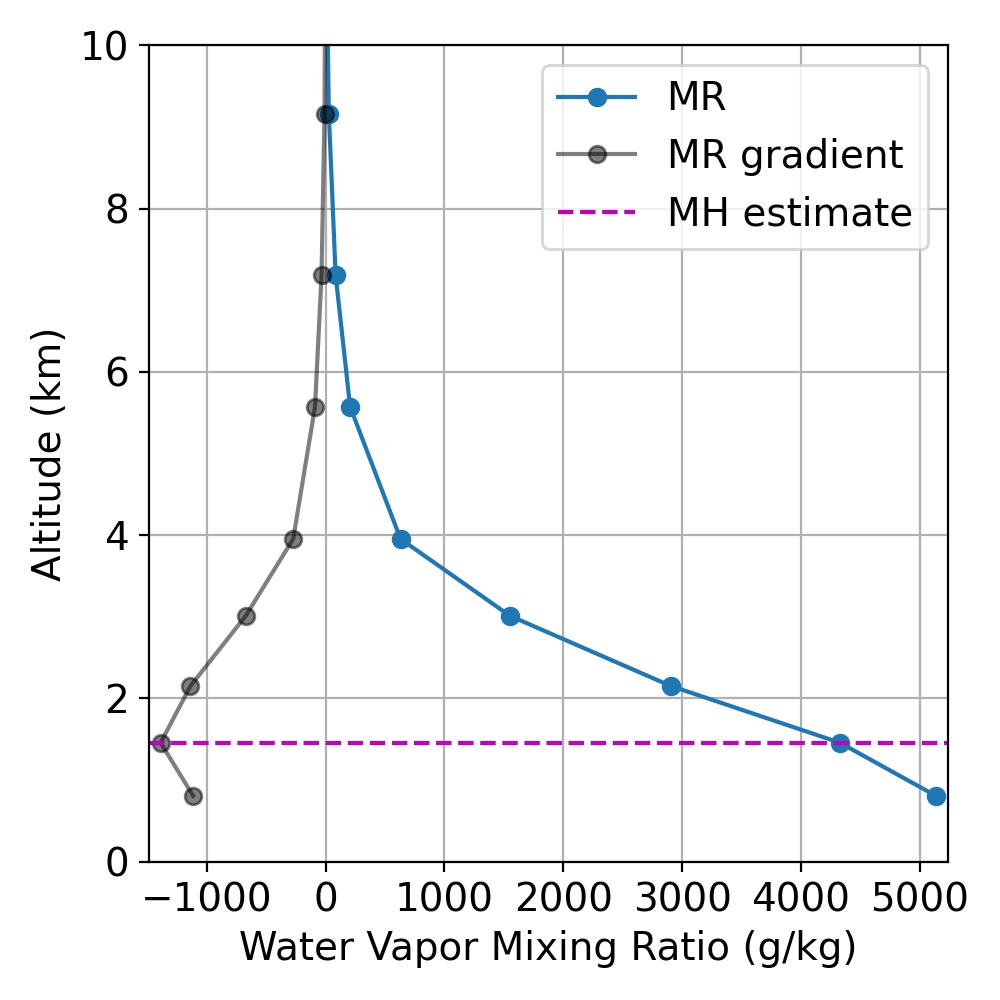 10
8
6
4
2
0
Altitude (km)
MR
MR gradient
MH estimate
−1000 0 1000 2000 3000 4000 5000
Water Vapor Mixing Ratio (g/kg)